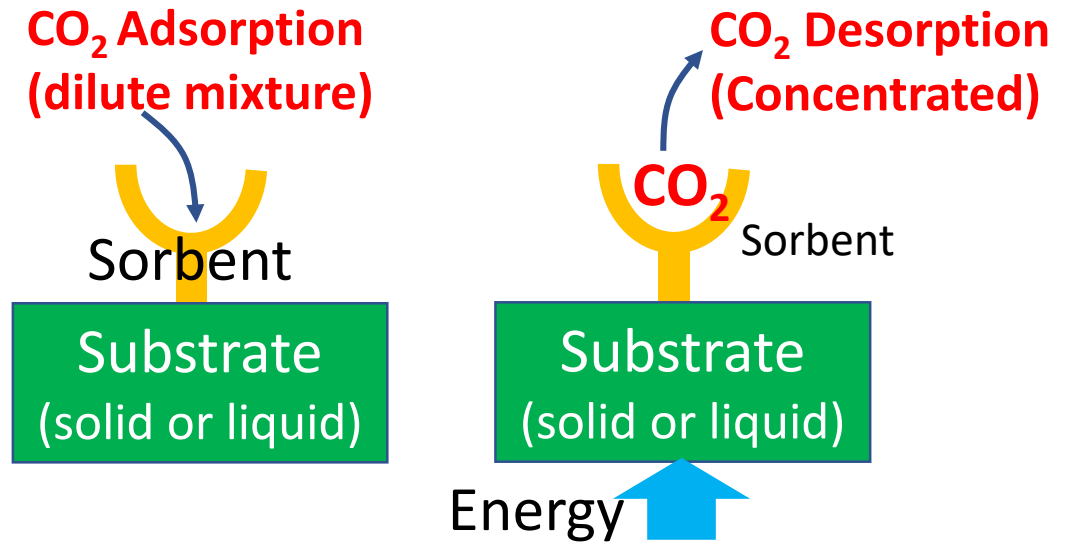 CO₂ Adsorption
(dilute mixture)
Sorbent
Substrate
(solid or liquid)
CO₂ Desorption
(Concentrated)
CO₂
Sorbent
Substrate
(solid or liquid)
Energy